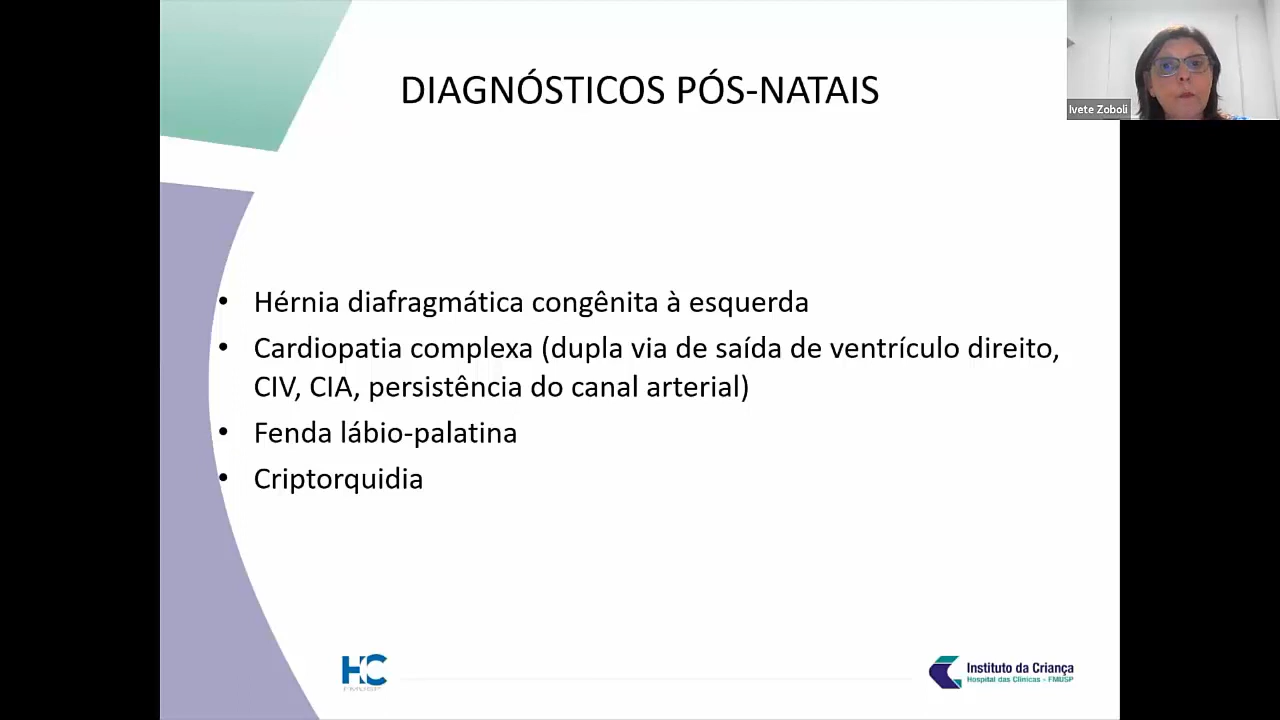 DIAGNÓSTICOS PÓS-NATAIS
Ivete Zoboli
• Hérnia diafragmática congênita à esquerda
• Cardiopatia complexa (dupla via de saída de ventrículo direito,
CIV, CIA, persistência do canal arterial)
• Fenda lábio-palatina
• Criptorquidia
HC
FMUSP
Instituto da Criança
Hospital das Clínicas - FMUSP